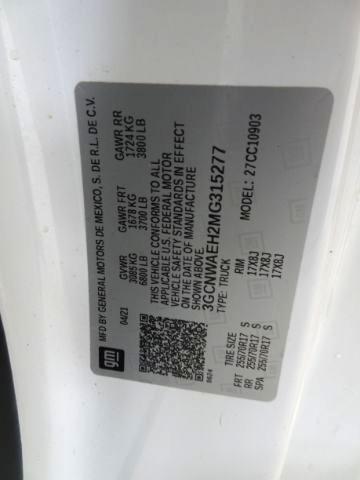 MFD BY GENERAL MOTORS DE MEXICO, S. DE R.L. DE C.V.
04/21
GVWR GAWR FRT GAWR RR
3085 KG 1678 KG 1724 KG
6800 LB 3700 LB 3800 LB
THIS VEHICLE CONFORMS TO ALL
APPLICABLE U.S. FEDERAL MOTOR
VEHICLE SAFETY STANDARDS IN EFFECT
ON THE DATE OF MANUFACTURE
SHOWN ABOVE.
3GCNWAEH2MG315277
TYPE: TRUCK MODEL: 27CC10903
gm
TIRE SIZE RIM
FRT 255/70R17 S 17X8J
RR 255/70R17 S 17X8J
SPA 255/70R17 S 17X8J